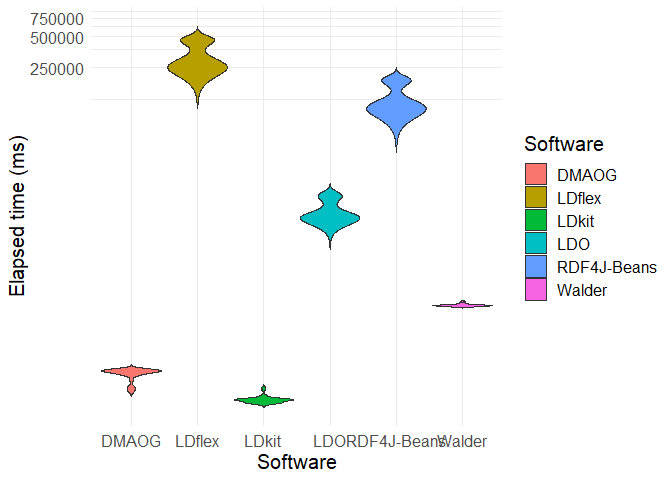 750000
500000
250000
Elapsed time (ms)
DMAOG LDflex LDkit LDO RDF4J-Beans Walder
Software
Software
DMAOG
LDflex
LDkit
LDO
RDF4J-Beans
Walder